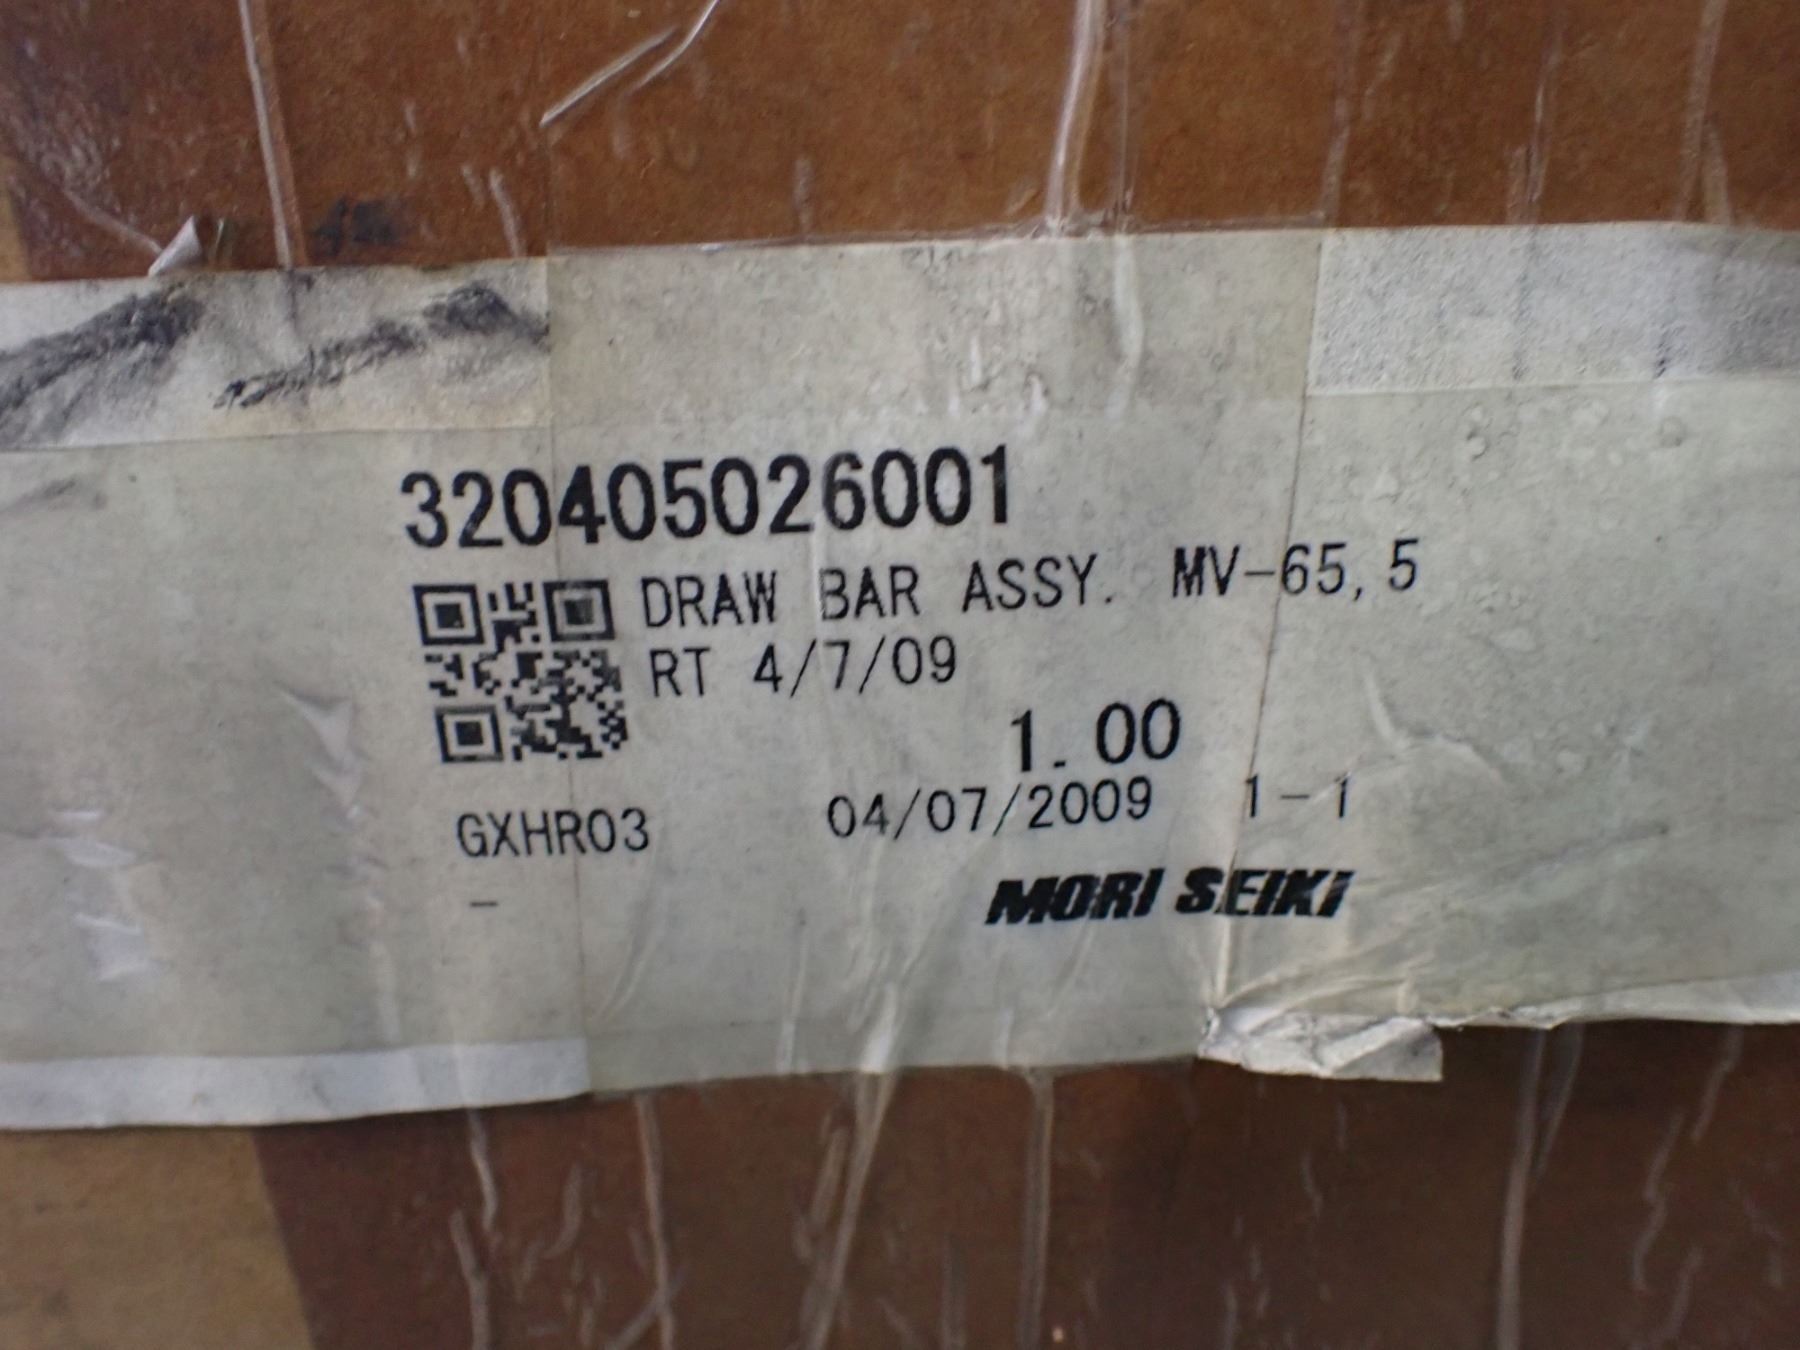 320405026001
DRAW BAR ASSY. MV-65,5
RT 4/7/09
1.00
GXHR03 04/07/2009 1-1
-
MORI SEIKI